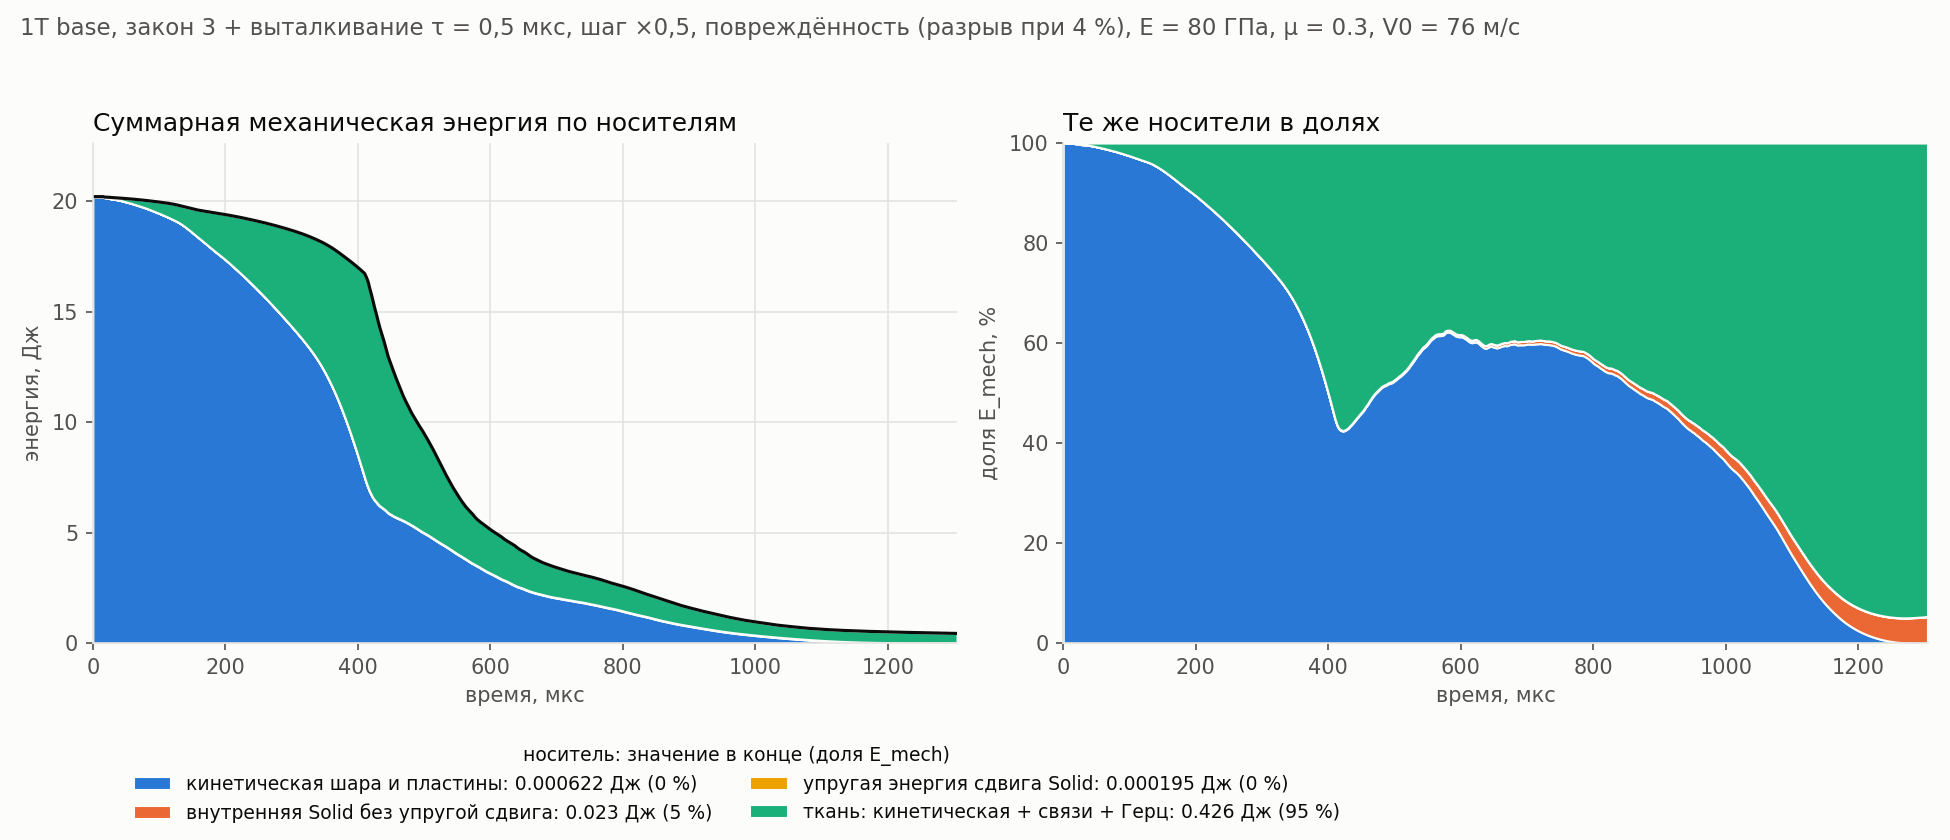 1T base, закон 3 + выталкивание τ = 0,5 мкс, шаг ×0,5, повреждённость (разрыв при 4 %), E = 80 ГПа, μ = 0.3, V0 = 76 м/с
Суммарная механическая энергия по носителям
энергия, Дж
20
15
10
5
0
0 200 400 600 800 1000 1200
время, мкс
Те же носители в долях
доля E_mech, %
100
80
60
40
20
0
0 200 400 600 800 1000 1200
время, мкс
носитель: значение в конце (доля E_mech)
кинетическая шара и пластины: 0.000622 Дж (0 %)
упругая энергия сдвига Solid: 0.000195 Дж (0 %)
внутренняя Solid без упругой сдвига: 0.023 Дж (5 %)
ткань: кинетическая + связи + Герц: 0.426 Дж (95 %)